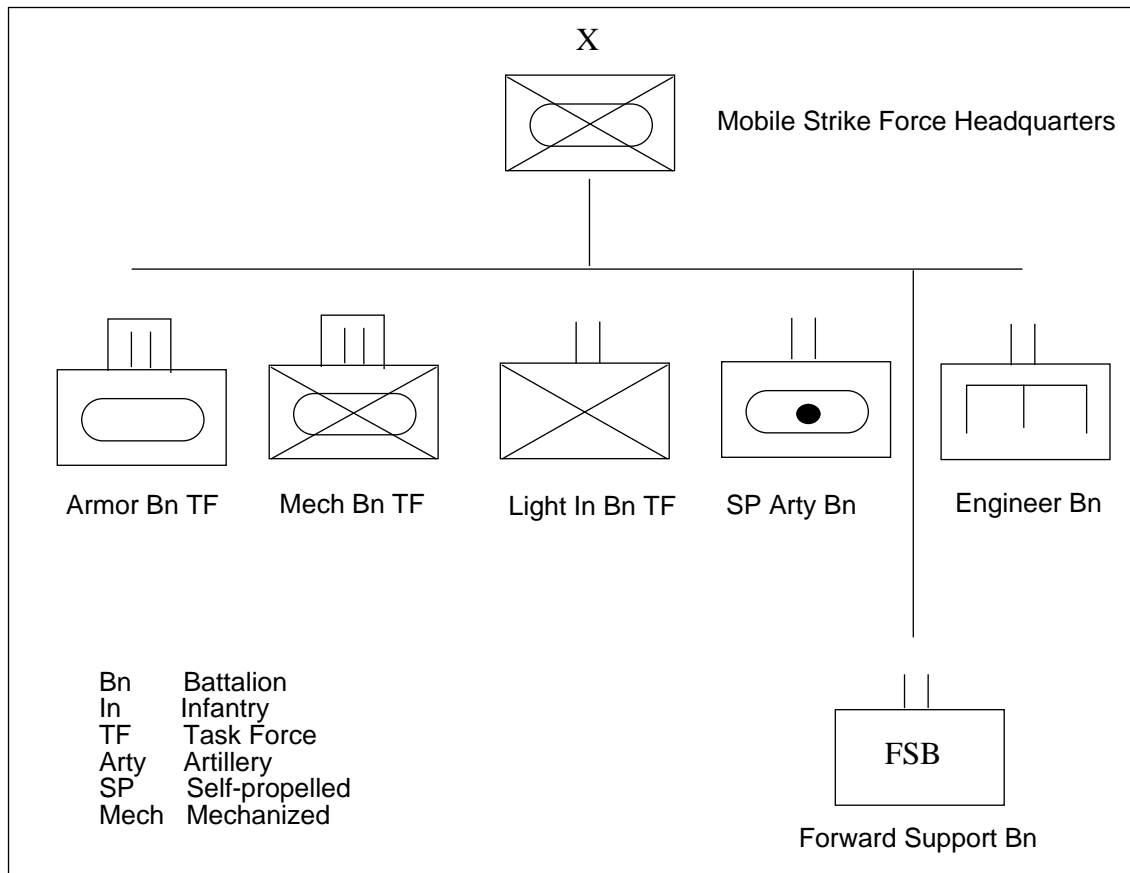 X
Mobile Strike Force Headquarters
Armor Bn TF
Mech Bn TF
Light In Bn TF
SP Arty Bn
Engineer Bn
Bn Battalion
In Infantry
TF Task Force
Arty Artillery
SP Self-propelled
Mech Mechanized
FSB
Forward Support Bn